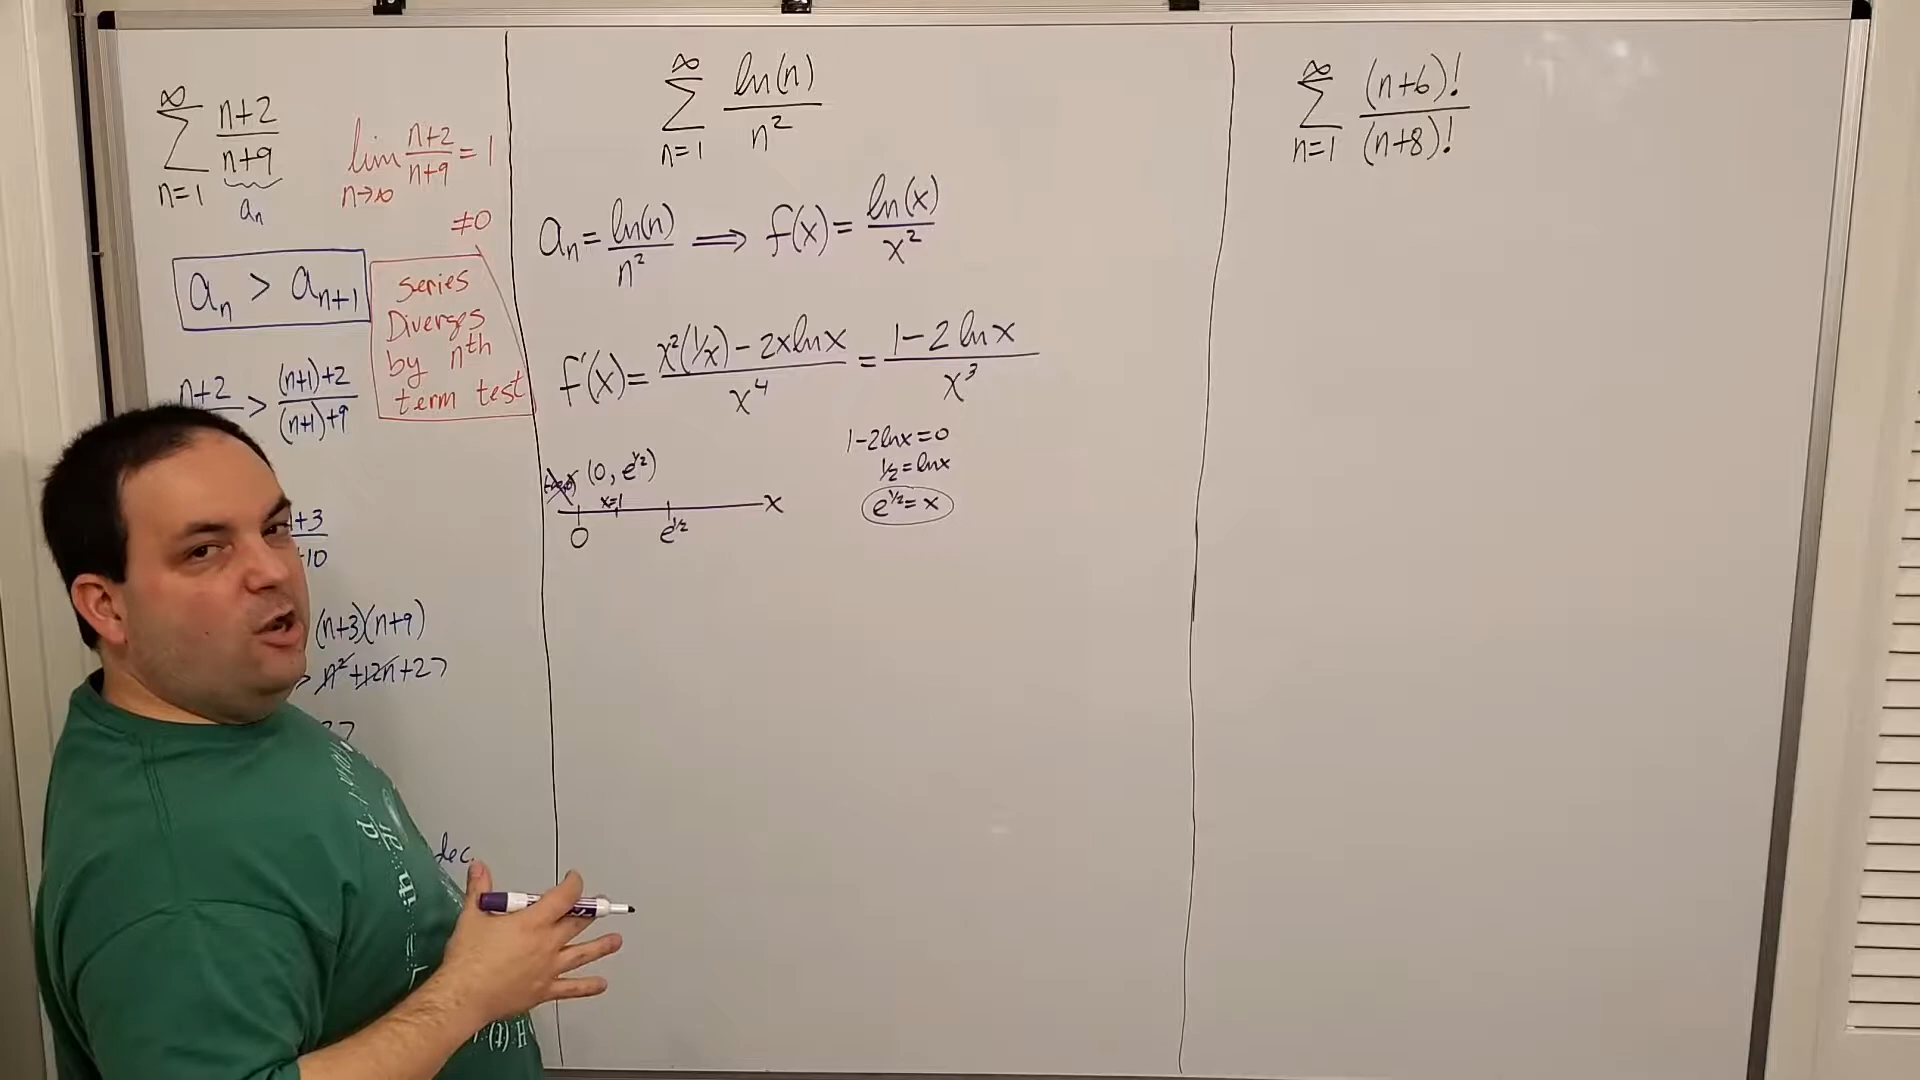 ∞
∑ n+2/n+9
n=1
aₙ
lim n+2/n+9 = 1
n→∞
≠0
aₙ > aₙ₊₁
series
Diverges
by nᵗʰ
term test
n+2 > (n+1)+2/(n+1)+9
+3
10
(n+3)(n+9)
> n²+12n+27
dec.
∞
∑ ln(n)/n²
n=1
aₙ = ln(n)/n² ⟹ f(x) = ln(x)/x²
f'(x) = x²(1/x) - 2x ln x/x⁴ = 1 - 2 ln x/x³
1-2lnx=0
½=lnx
e^½ = x
(0, e^½)
x=1
x
0 e^½
∞
∑ (n+6)!/(n+8)!
n=1
H(t)